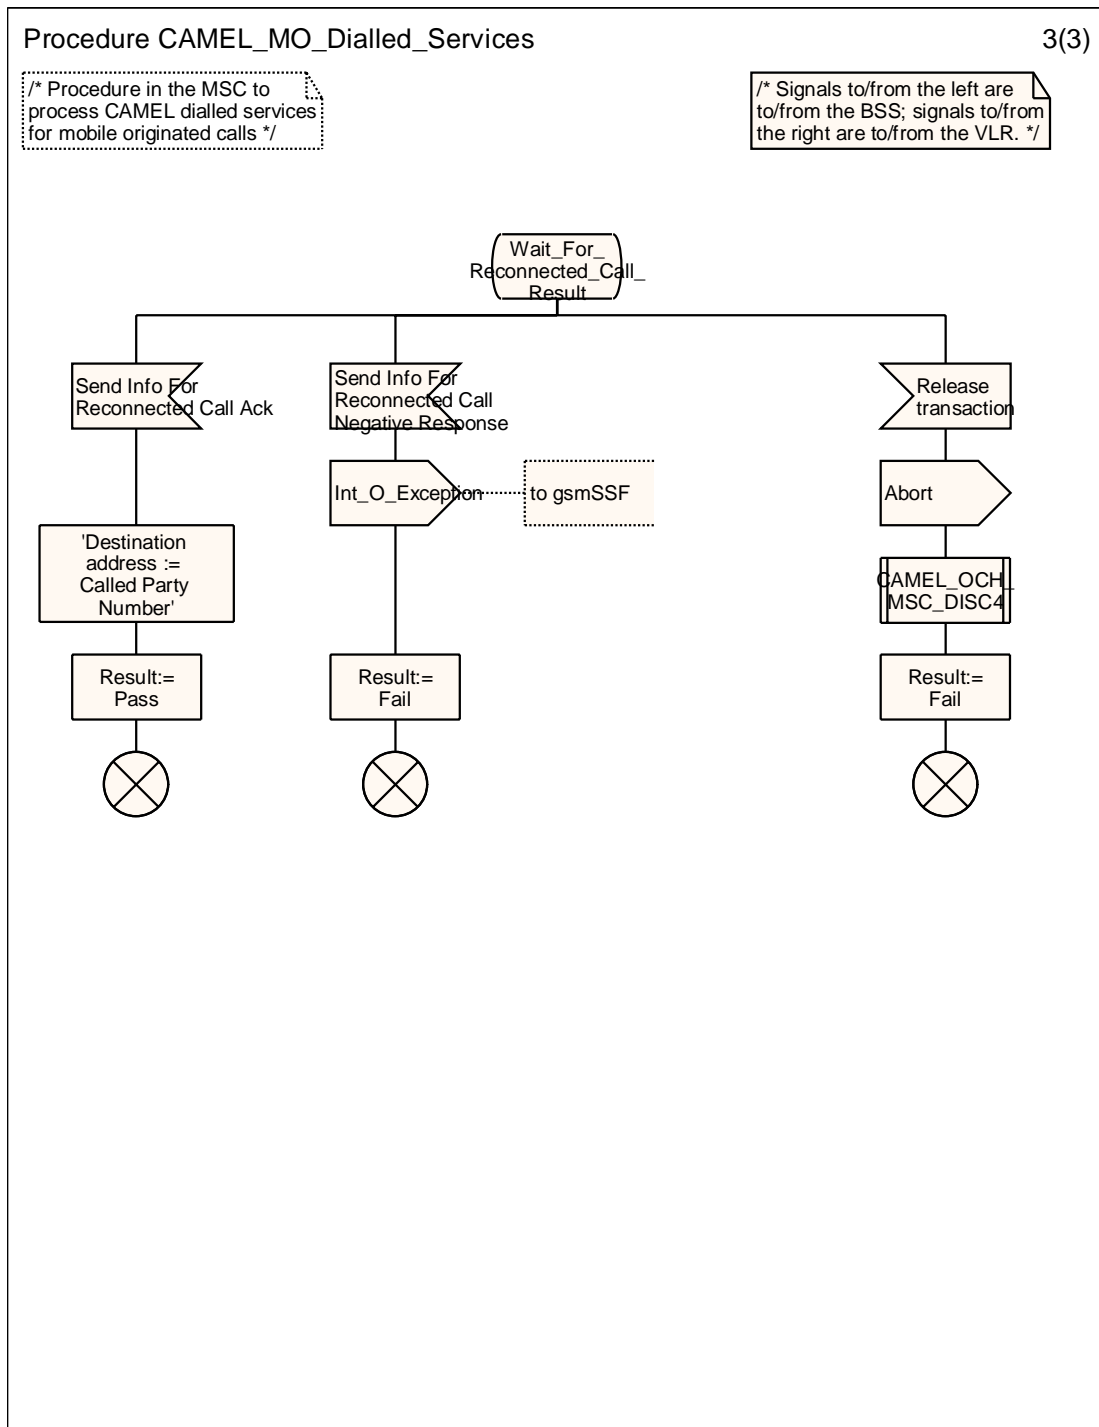 Procedure CAMEL_MO_Dialled_Services
3(3)
/* Procedure in the MSC to
process CAMEL dialled services
for mobile originated calls */
/* Signals to/from the left are
to/from the BSS; signals to/from
the right are to/from the VLR. */
Wait_For_
Reconnected_Call_
Result
Send Info For
Reconnected Call Ack
Send Info For
Reconnected Call
Negative Response
Release
transaction
Int_O_Exception
to gsmSSF
Abort
'Destination
address :=
Called Party
Number'
CAMEL_OCH_
MSC_DISC4
Result:=
Pass
Result:=
Fail
Result:=
Fail